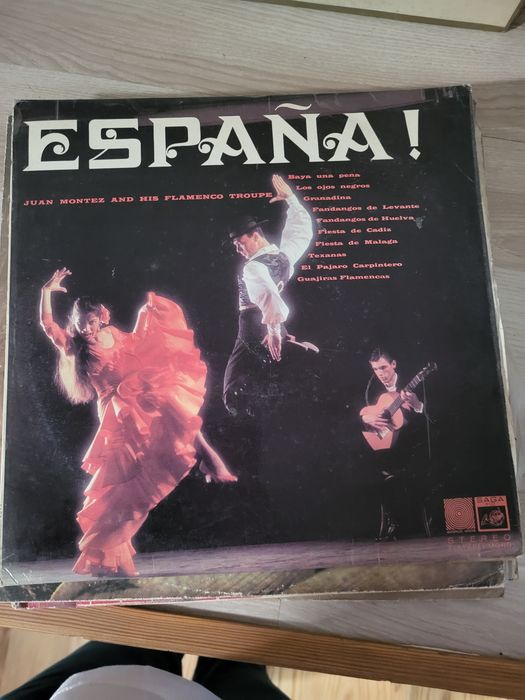 ESPAÑA!
JUAN MONTEZ AND HIS FLAMENCO TROUPE
Baya una pena
Los ojos negros
Granadina
Fandangos de Levante
Fandangos de Huelva
Fiesta de Cadiz
Fiesta de Malaga
Texanas
El Pajaro Carpintero
Guajiras Flamencas
SAGA
STEREO